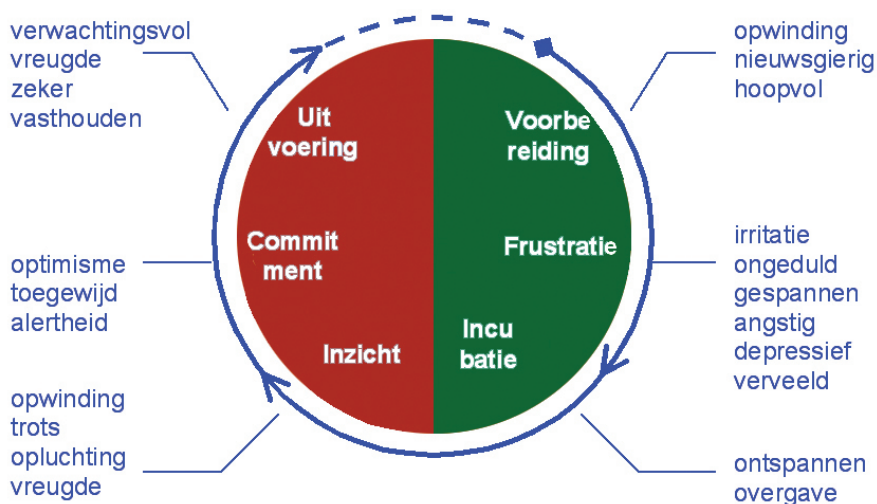 verwachtingsvol
vreugde
zeker
vasthouden
opwinding
nieuwsgierig
hoopvol
Uit
voering
Voorbe
reiding
Commit
ment
Frustratie
optimisme
toegewijd
alertheid
irritatie
ongeduld
gespannen
angstig
depressief
verveeld
Inzicht
Incu
batie
opwinding
trots
opluchting
vreugde
ontspannen
overgave